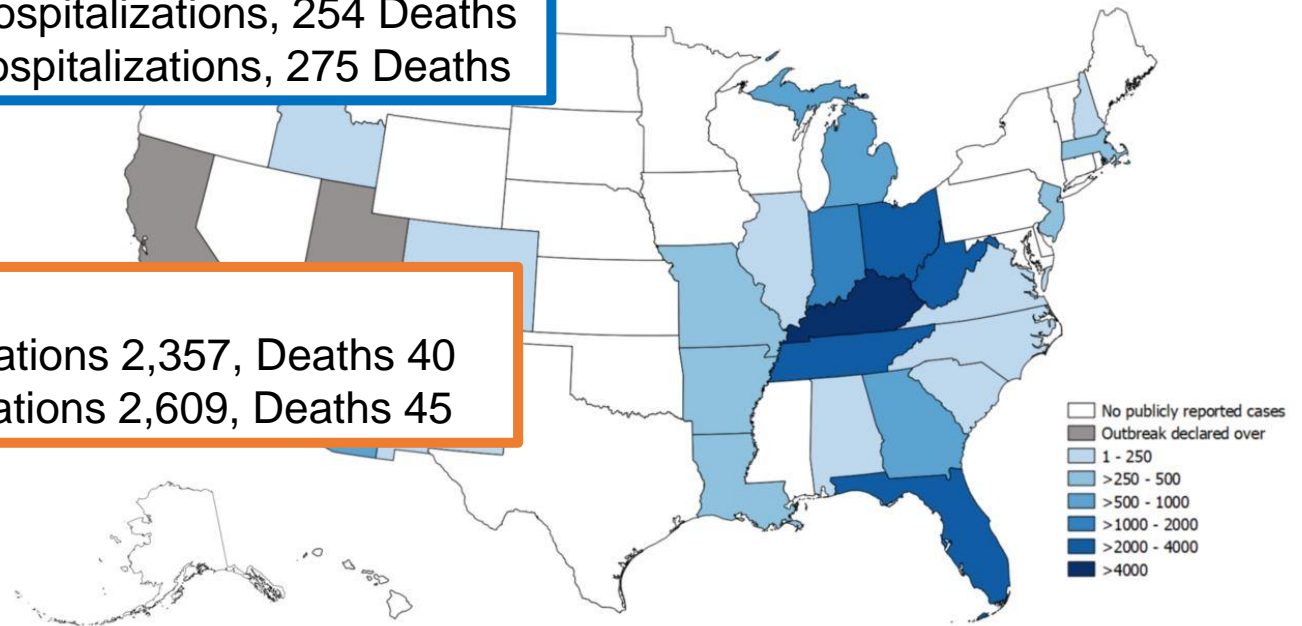 ospitalizations, 254 Deaths
ospitalizations, 275 Deaths
ations 2,357, Deaths 40
ations 2,609, Deaths 45
No publicly reported cases
Outbreak declared over
1 - 250
>250 - 500
>500 - 1000
>1000 - 2000
>2000 - 4000
>4000